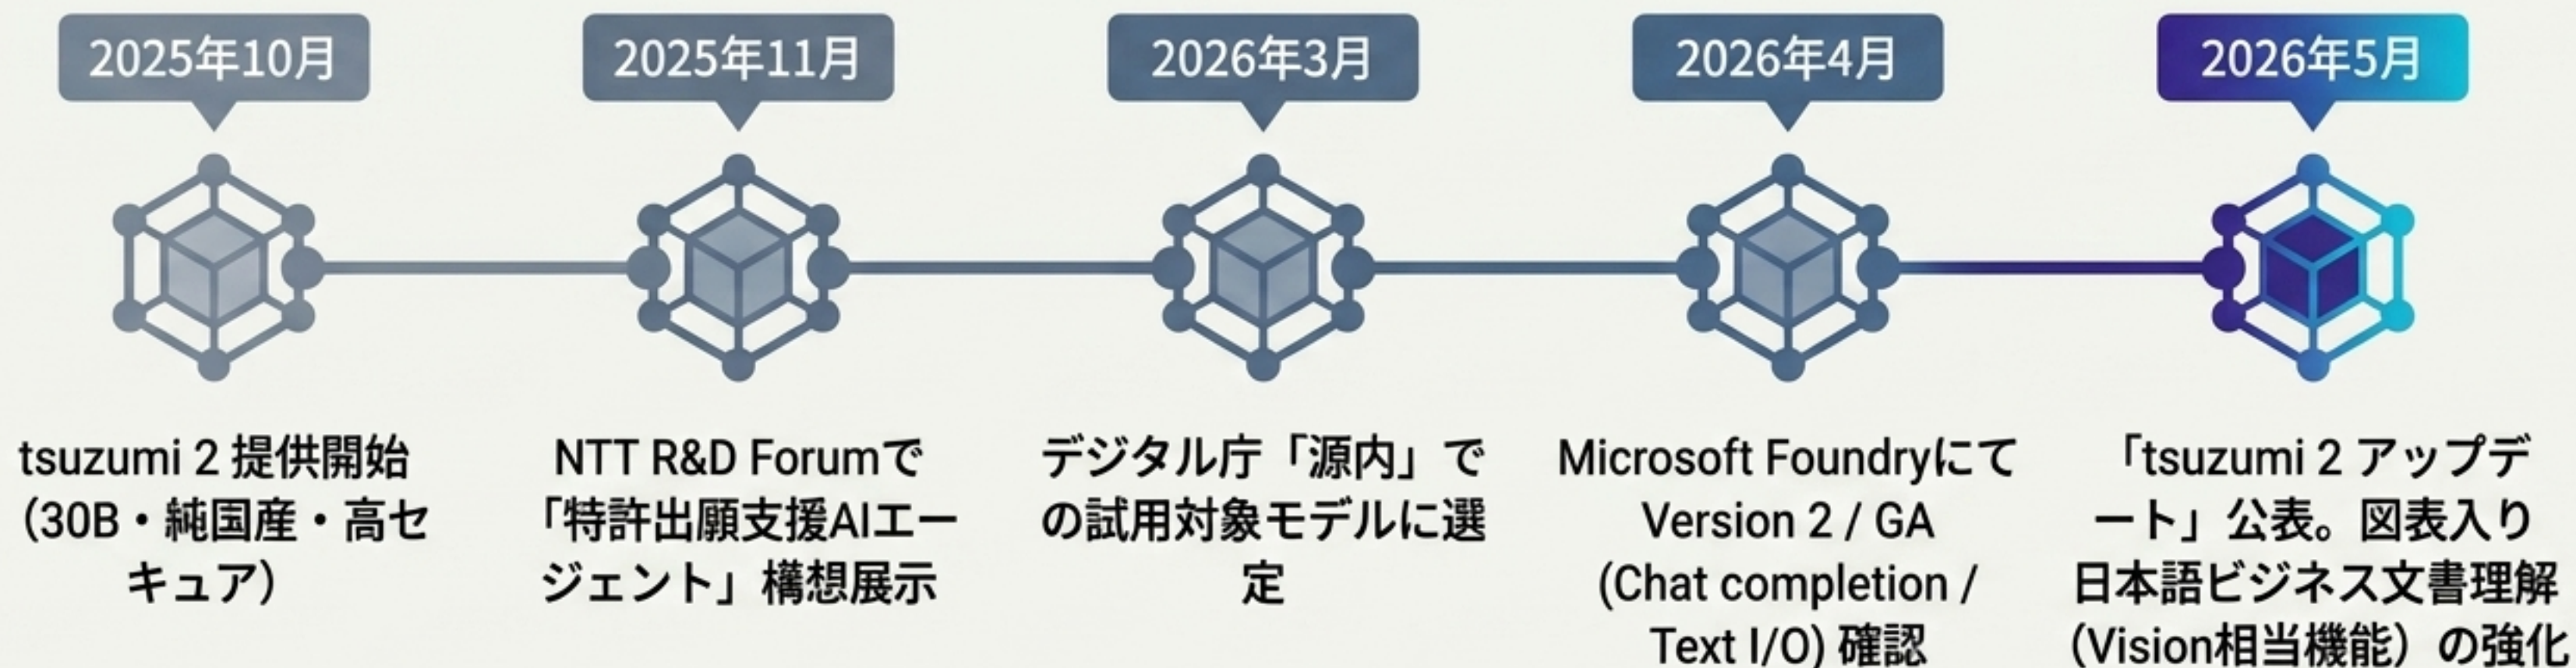 2025年10月
tsuzumi 2 提供開始
（30B・純国産・高セ
キュア）
2025年11月
NTT R&D Forumで
「特許出願支援AIエー
ジェント」構想展示
2026年3月
デジタル庁「源内」で
の試用対象モデルに選
定
2026年4月
Microsoft Foundryにて
Version 2 / GA
(Chat completion /
Text I/O) 確認
2026年5月
「tsuzumi 2 アップデ
ート」公表。図表入り
日本語ビジネス文書理解
（Vision相当機能）の強化